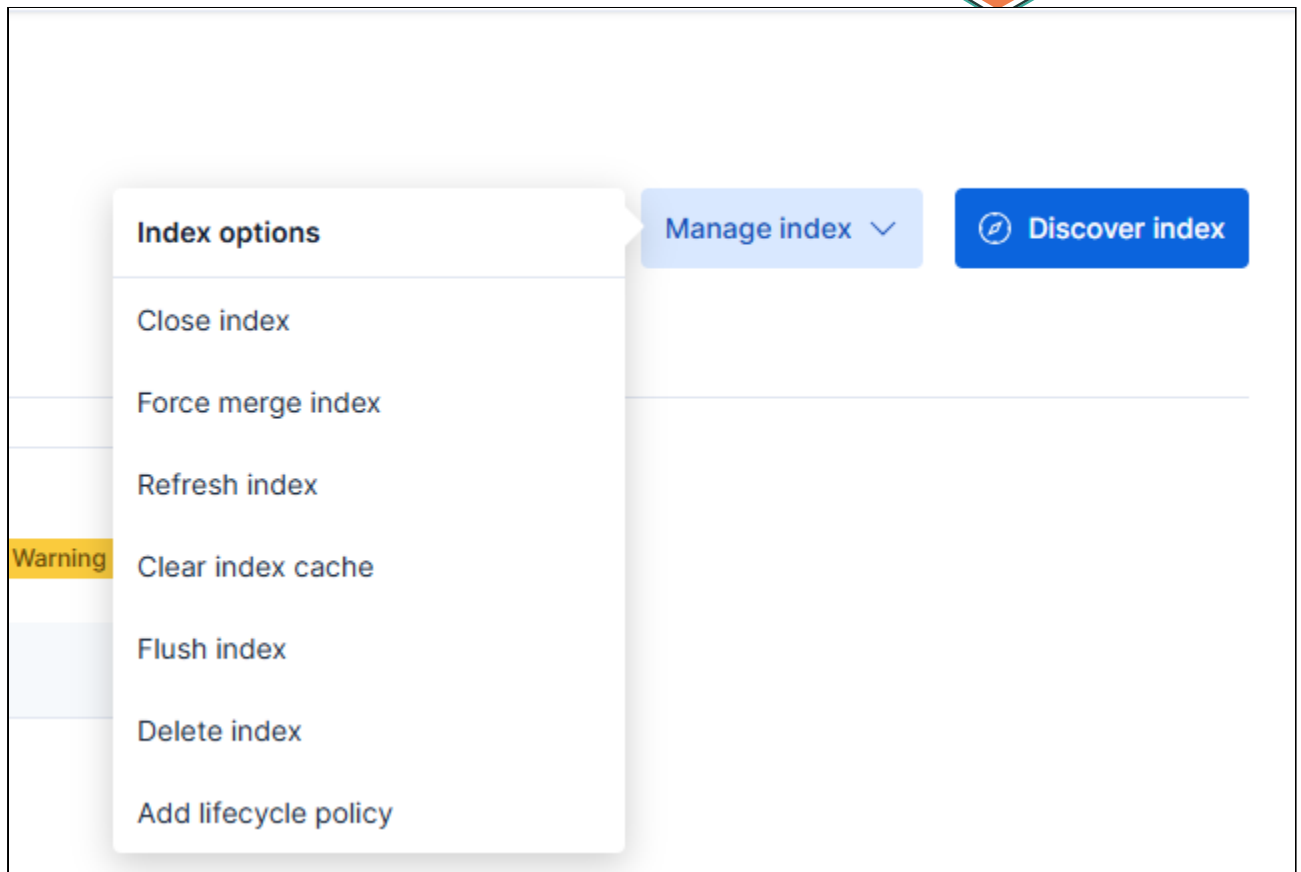 Index options
Manage index
Discover index
Close index
Force merge index
Refresh index
Warning
Clear index cache
Flush index
Delete index
Add lifecycle policy